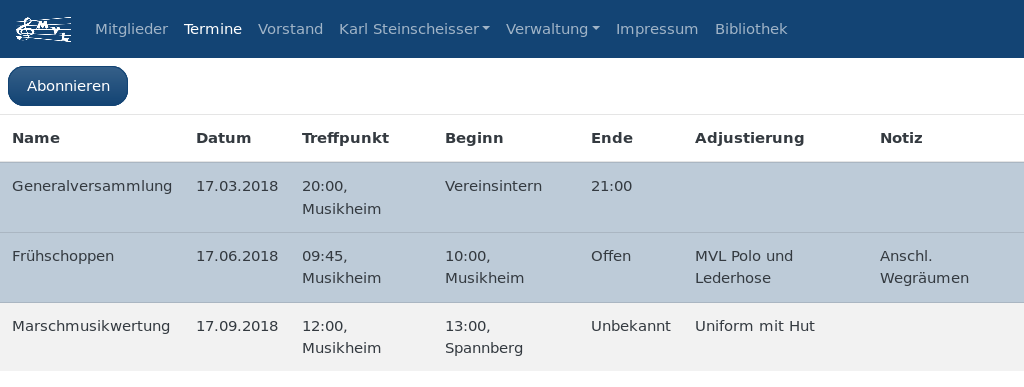 MVL
Mitglieder Termine Vorstand Karl Steinscheisser Verwaltung Impressum Bibliothek
Abonnieren
Name Datum Treffpunkt Beginn Ende Adjustierung Notiz
Generalversammlung 17.03.2018 20:00, Vereinsintern 21:00
Musikheim
Frühschoppen 17.06.2018 09:45, 10:00, Offen MVL Polo und Anschl.
Musikheim Musikheim Lederhose Wegräumen
Marschmusikwertung 17.09.2018 12:00, 13:00, Unbekannt Uniform mit Hut
Musikheim Spannberg